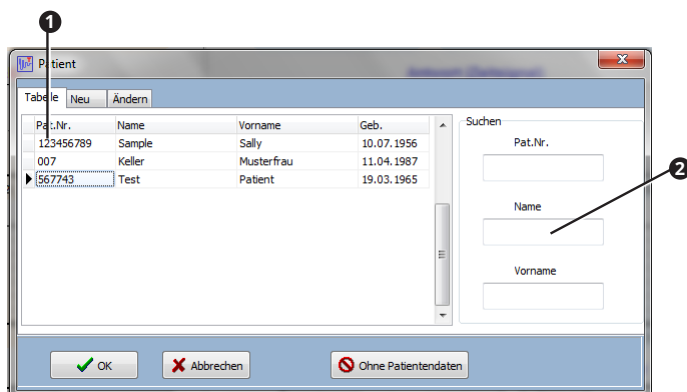 1
Patient
Tabelle Neu Ändern
Pat.Nr. Name Vorname Geb.
123456789 Sample Sally 10.07.1956
007 Keller Musterfrau 11.04.1987
567743 Test Patient 19.03.1965
Suchen
Pat.Nr.
2
Name
Vorname
OK Abbrechen Ohne Patientendaten